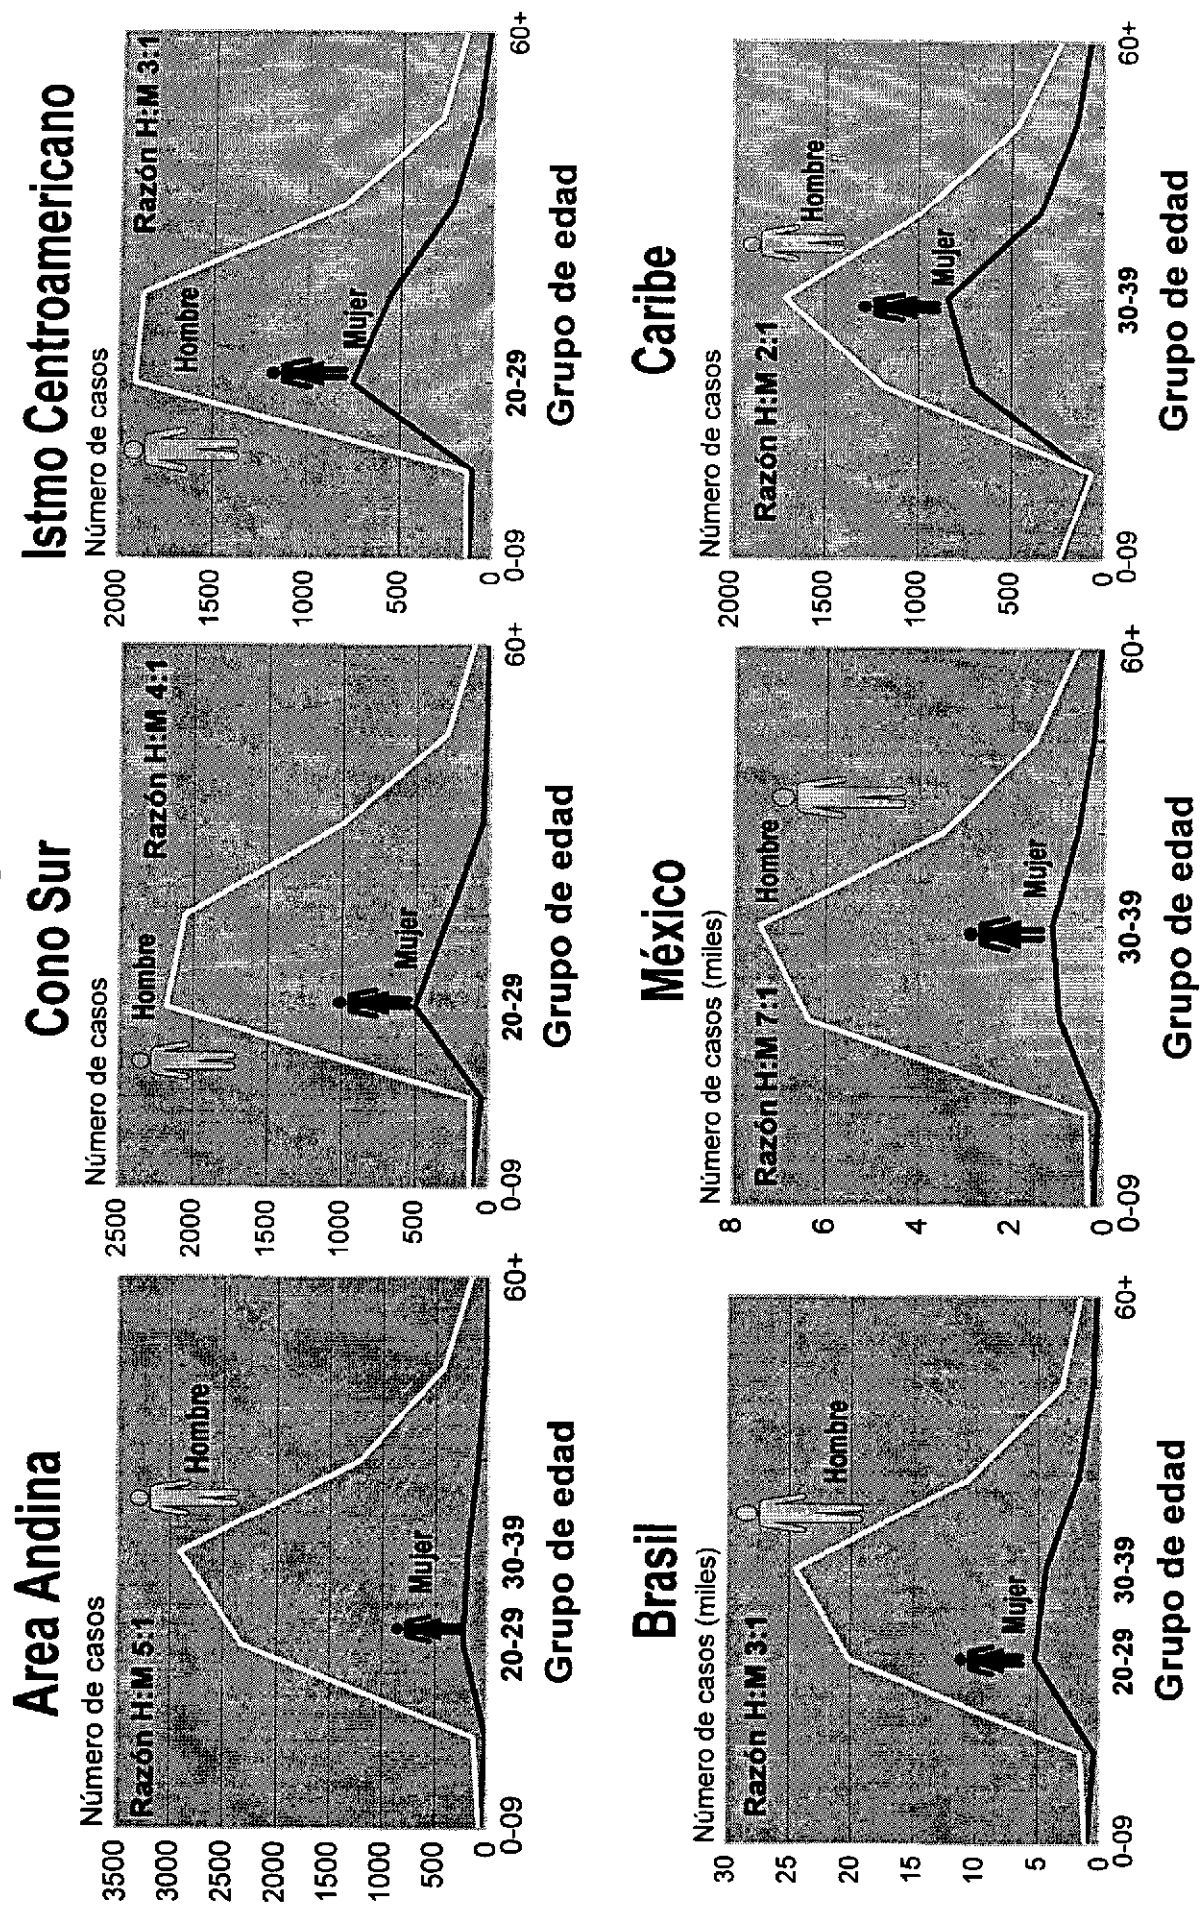 Area Andina
Número de casos
Razón H:M 5:1
3500
3000
2500
2000
1500
1000
500
0
Hombre
Mujer
0-09
20-29
30-39
60+
Grupo de edad
Cono Sur
Número de casos
Razón H:M 4:1
2500
2000
1500
1000
500
0
Hombre
Mujer
0-09
20-29
60+
Grupo de edad
Istmo Centroamericano
Número de casos
Razón H:M 3:1
2000
1500
1000
500
0
Hombre
Mujer
0-09
20-29
60+
Grupo de edad
Brasil
Número de casos (miles)
Razón H:M 3:1
30
25
20
15
10
5
0
Hombre
Mujer
0-09
20-29
30-39
60+
Grupo de edad
México
Número de casos (miles)
Razón H:M 7:1
8
6
4
2
0
Hombre
Mujer
0-09
30-39
60+
Grupo de edad
Caribe
Número de casos
Razón H:M 2:1
2000
1500
1000
500
0
Hombre
Mujer
0-09
30-39
60+
Grupo de edad